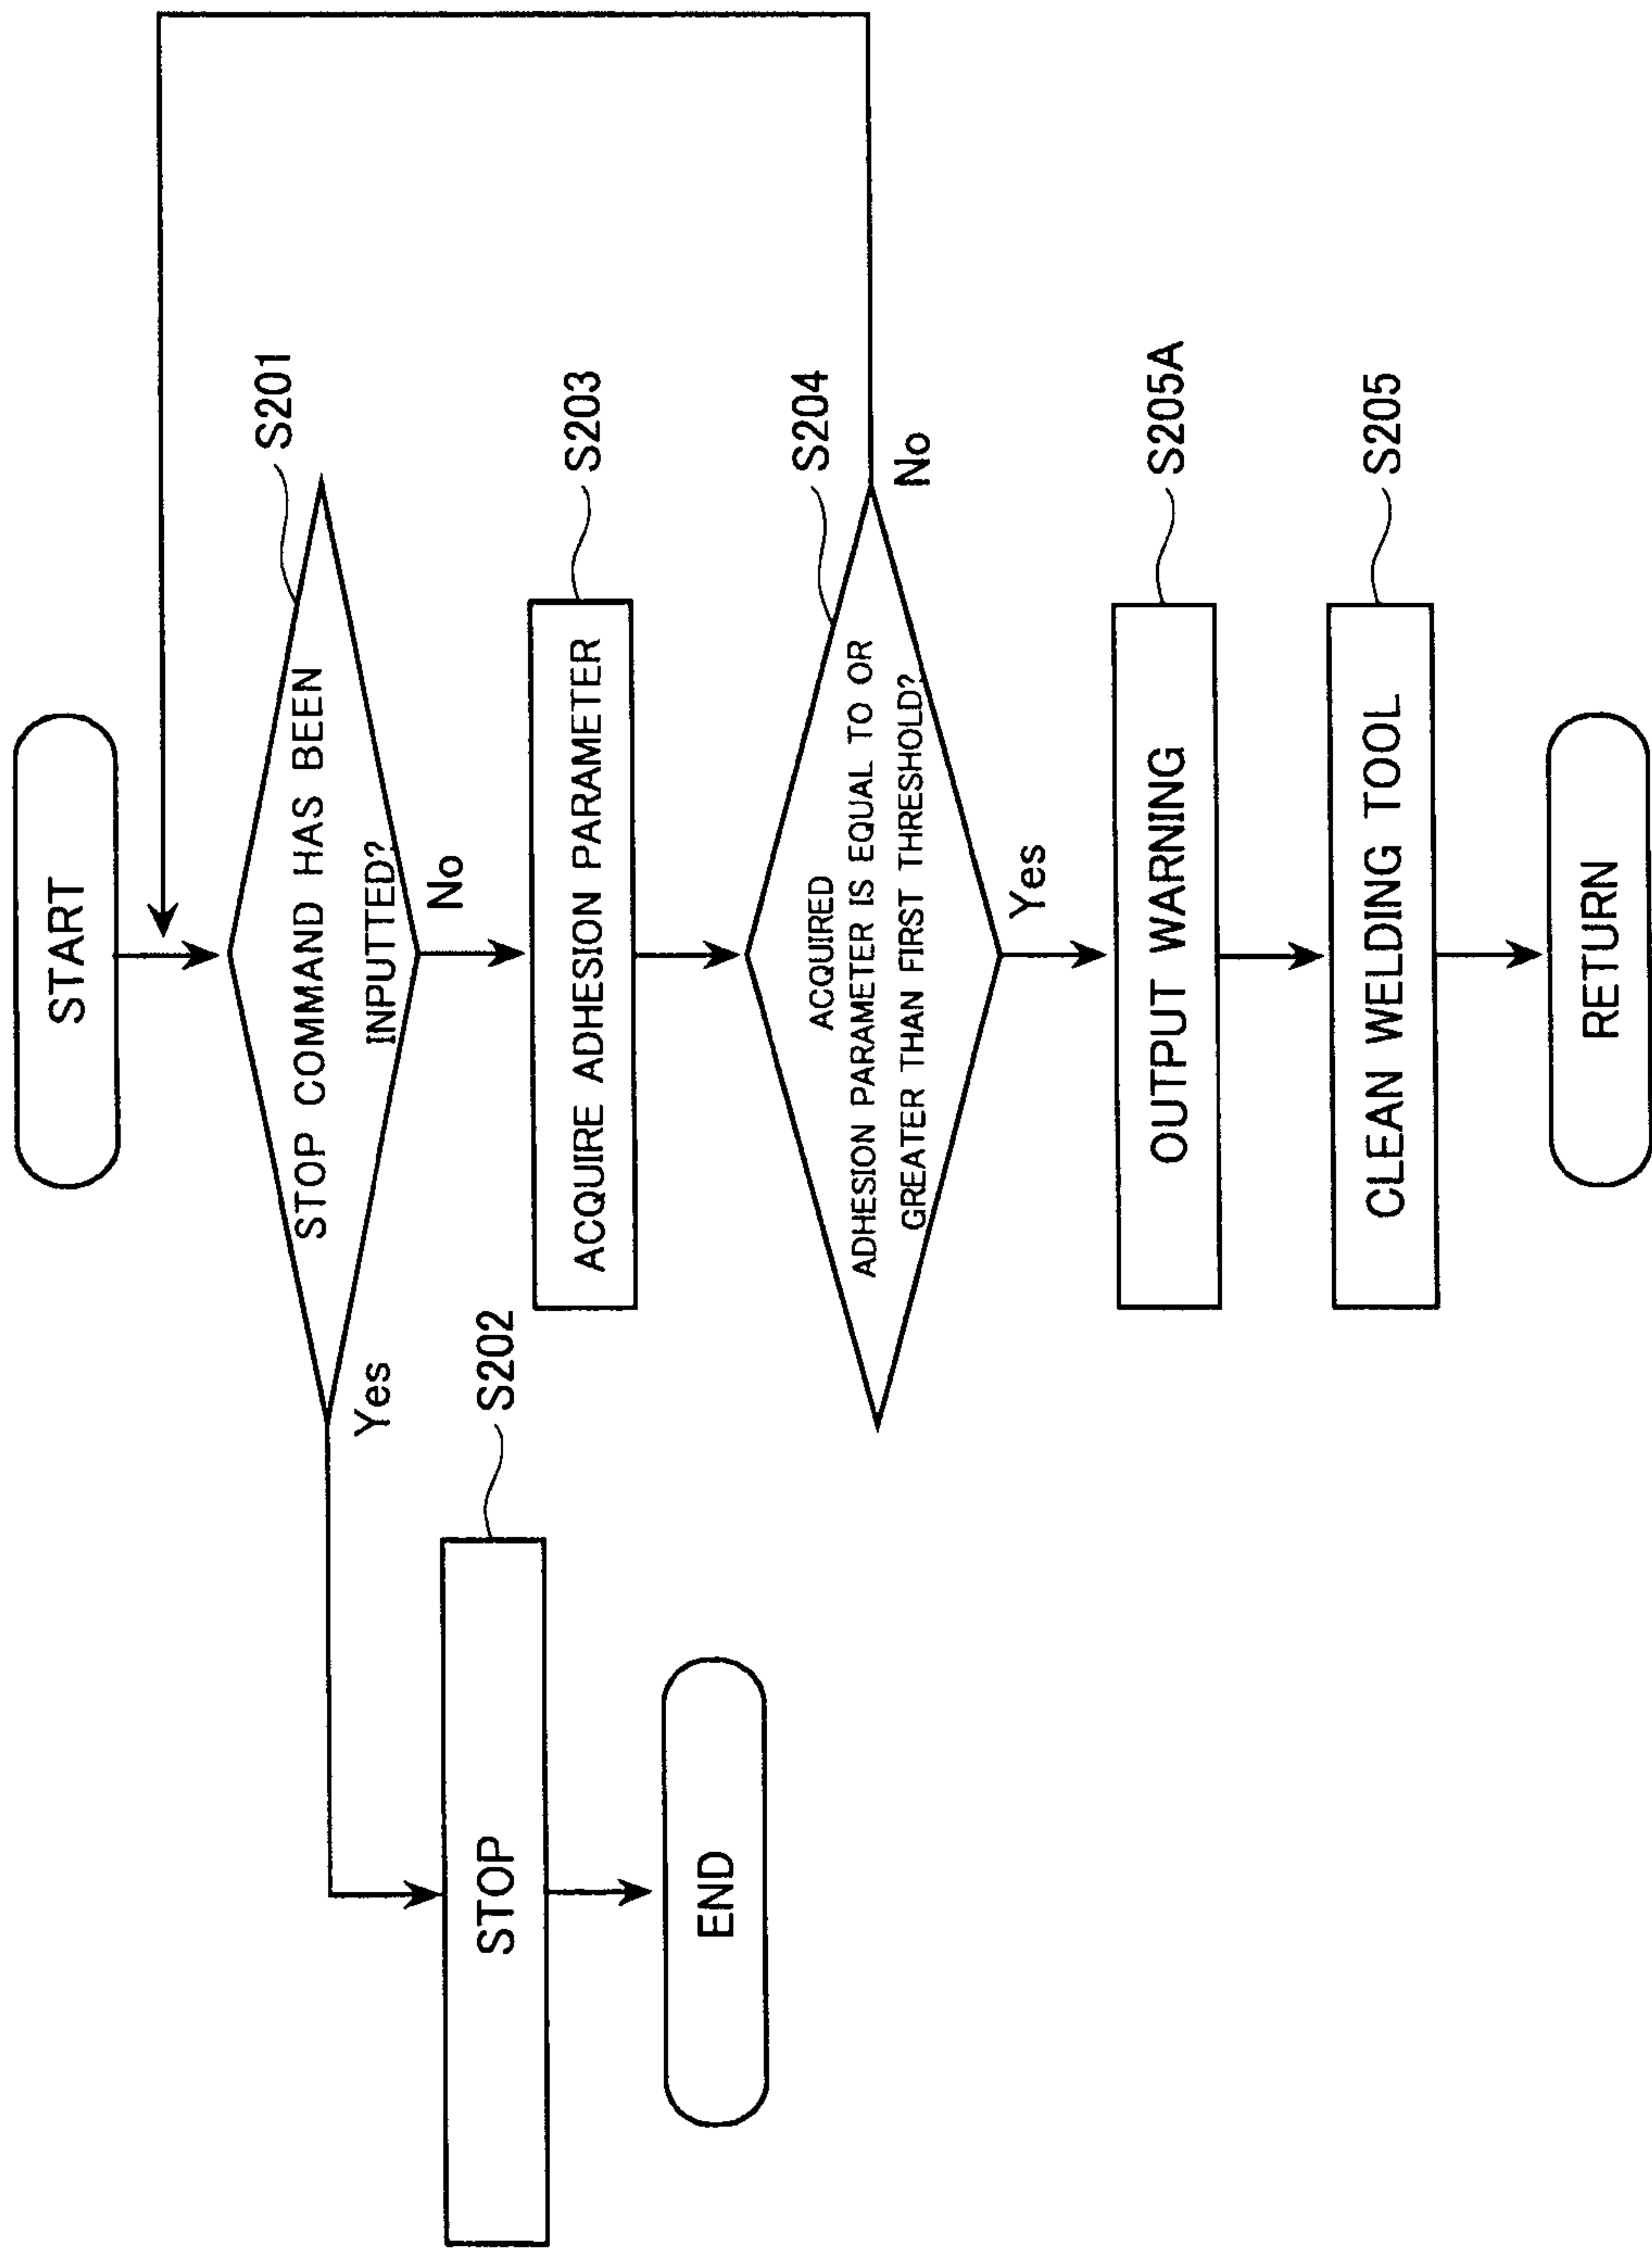 START
STOP COMMAND HAS BEEN
INPUTTED?
S201
Yes
No
STOP
S202
END
ACQUIRE ADHESION PARAMETER
S203
ACQUIRED
ADHESION PARAMETER IS EQUAL TO OR
GREATER THAN FIRST THRESHOLD?
S204
No
Yes
OUTPUT WARNING
S205A
CLEAN WELDING TOOL
S205
RETURN